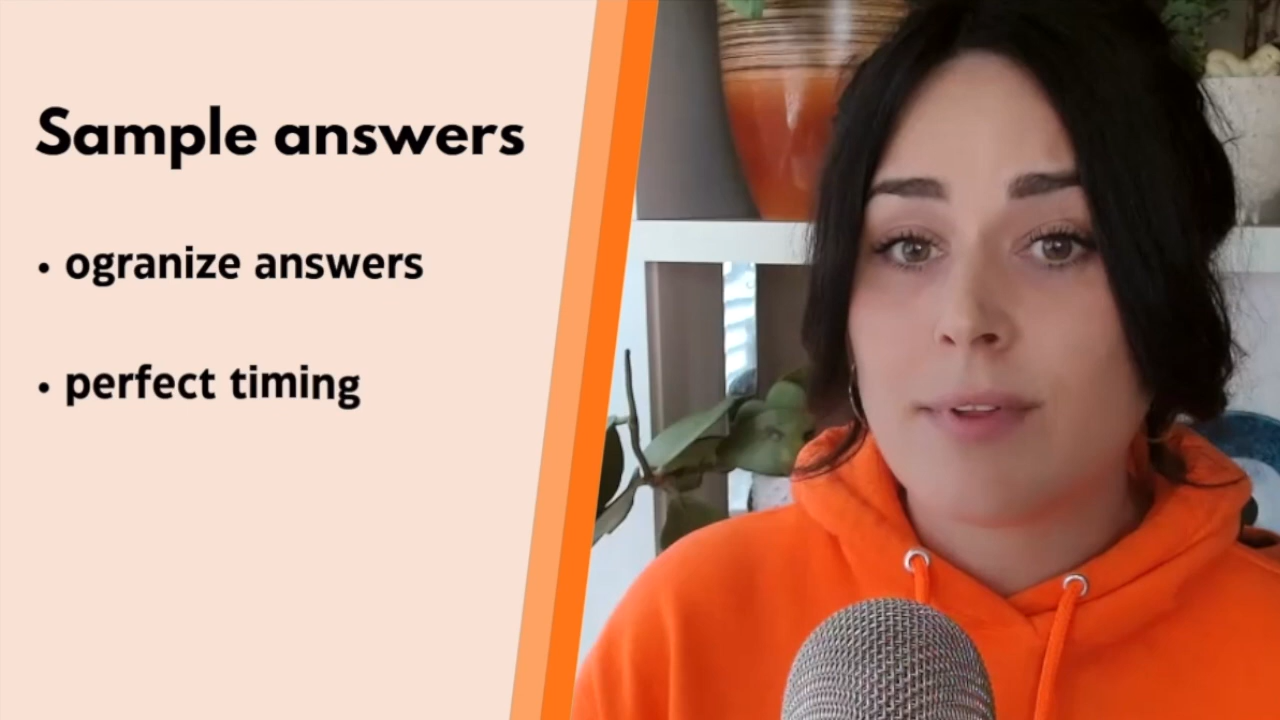 Sample answers
• ogranize answers
• perfect timing